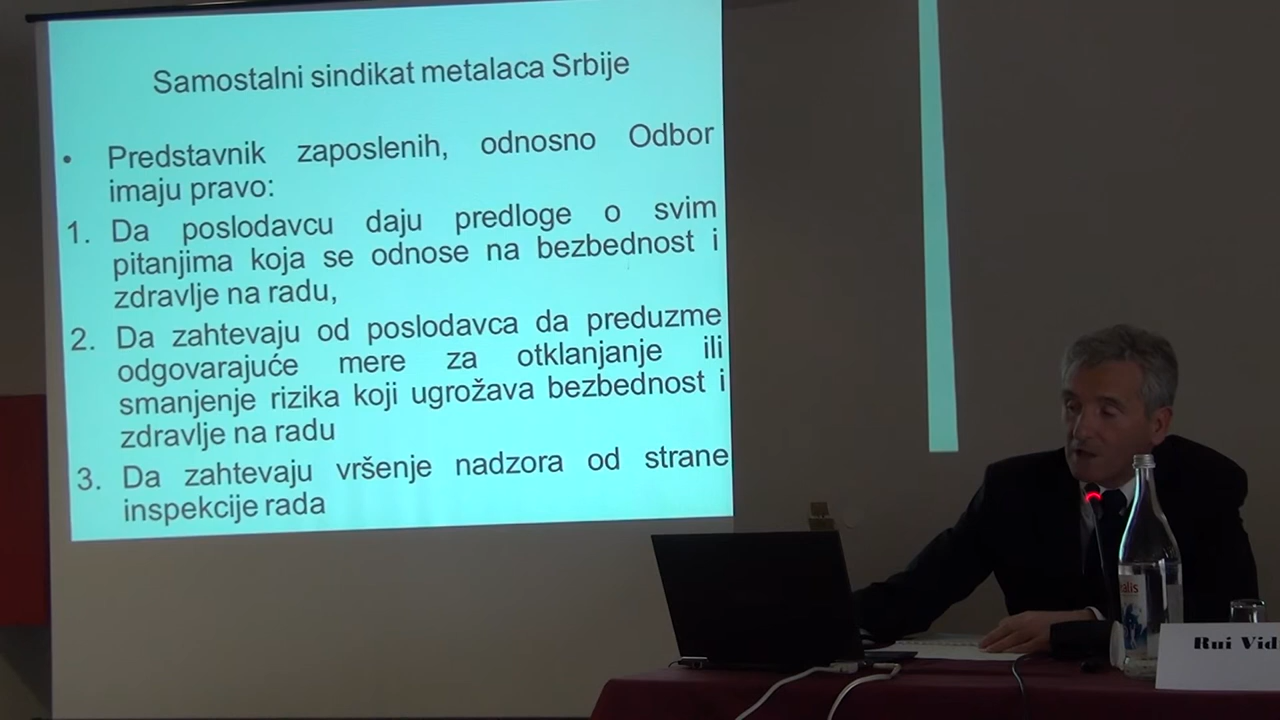 Samostalni sindikat metalaca Srbije
• Predstavnik zaposlenih, odnosno Odbor
imaju pravo:
1. Da poslodavcu daju predloge o svim
pitanjima koja se odnose na bezbednost i
zdravlje na radu,
2. Da zahtevaju od poslodavca da preduzme
odgovarajuće mere za otklanjanje ili
smanjenje rizika koji ugrožava bezbednost i
zdravlje na radu
3. Da zahtevaju vršenje nadzora od strane
inspekcije rada
Rui Vid